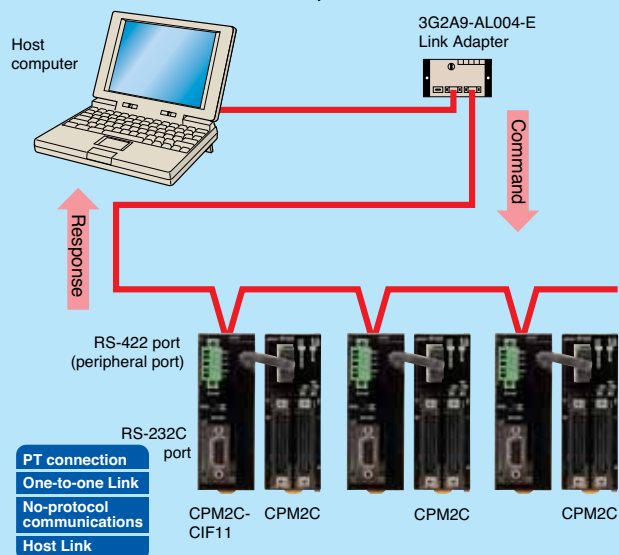 Host
computer
3G2A9-AL004-E
Link Adapter
Command
Response
RS-422 port
(peripheral port)
RS-232C
port
PT connection
One-to-one Link
No-protocol
communications
Host Link
CPM2C-
CIF11
CPM2C
CPM2C
CPM2C